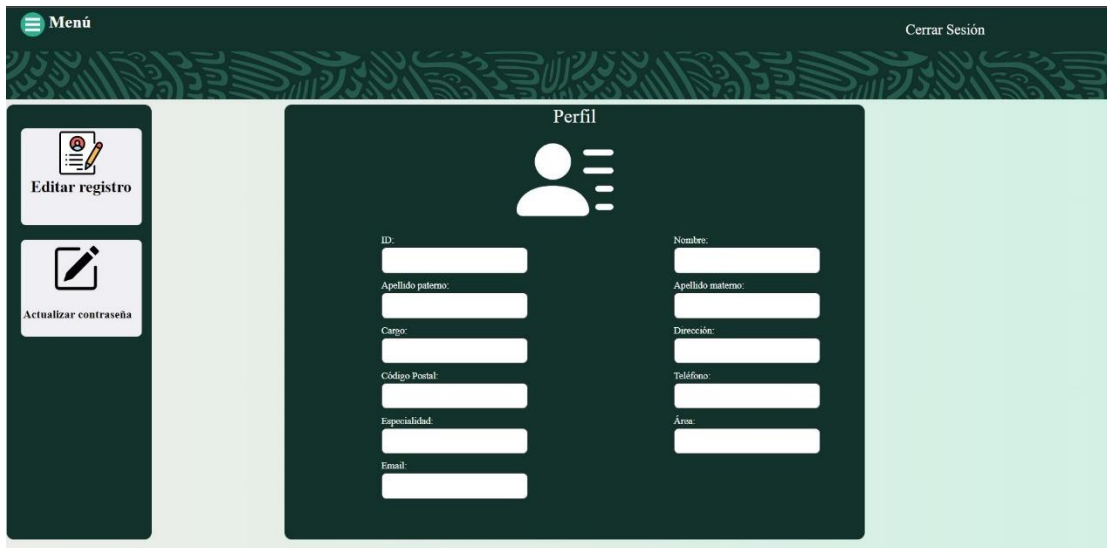 Menú
Cerrar Sesión
Editar registro
Actualizar contraseña
Perfil
ID:
Nombre:
Apellido paterno:
Apellido materno:
Cargo:
Dirección:
Código Postal:
Teléfono:
Especialidad:
Área:
Email: